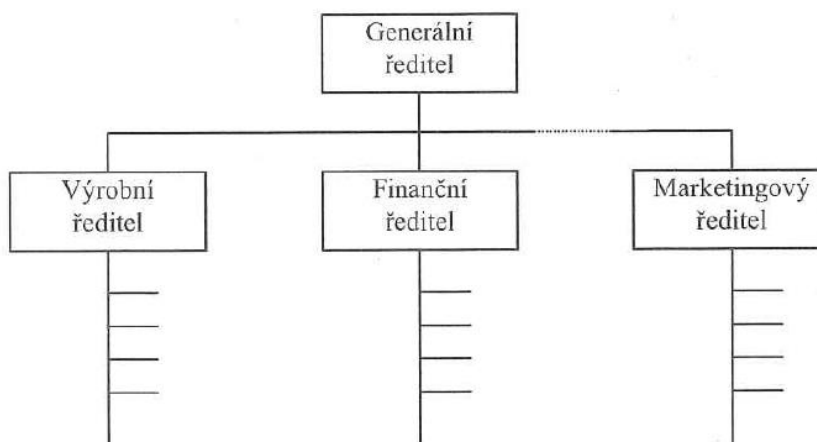 Generální
ředitel
Výrobní
ředitel
Finanční
ředitel
Marketingový
ředitel